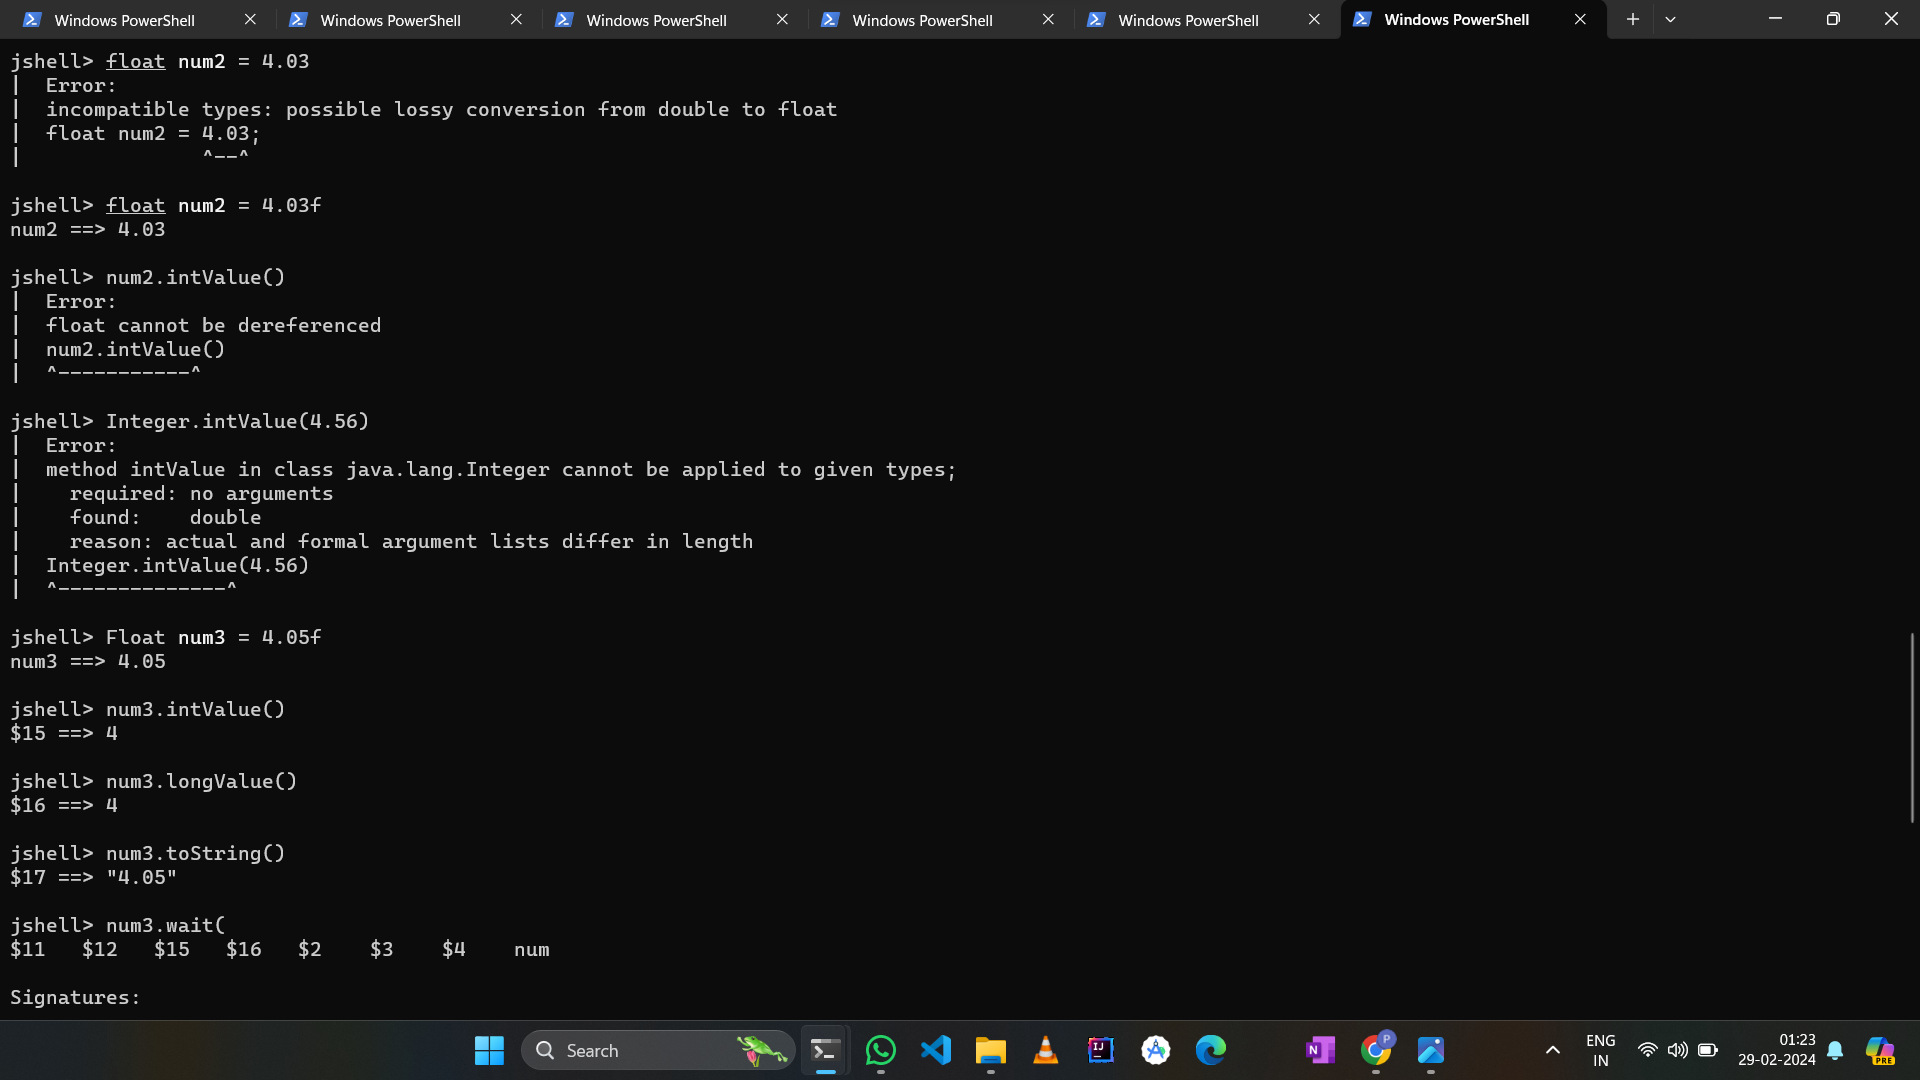 Windows PowerShell Windows PowerShell Windows PowerShell Windows PowerShell Windows PowerShell Windows PowerShell
jshell> float num2 = 4.03
|  Error:
|  incompatible types: possible lossy conversion from double to float
|  float num2 = 4.03;
|               ^--^
jshell> float num2 = 4.03f
num2 ==> 4.03
jshell> num2.intValue()
|  Error:
|  float cannot be dereferenced
|  num2.intValue()
|  ^-----------^
jshell> Integer.intValue(4.56)
|  Error:
|  method intValue in class java.lang.Integer cannot be applied to given types;
|    required: no arguments
|    found:    double
|    reason: actual and formal argument lists differ in length
|  Integer.intValue(4.56)
|  ^--------------^
jshell> Float num3 = 4.05f
num3 ==> 4.05
jshell> num3.intValue()
$15 ==> 4
jshell> num3.longValue()
$16 ==> 4
jshell> num3.toString()
$17 ==> "4.05"
jshell> num3.wait(
$11   $12   $15   $16   $2    $3    $4    num
Signatures:
Search
ENG
IN
01:23
29-02-2024
PRE